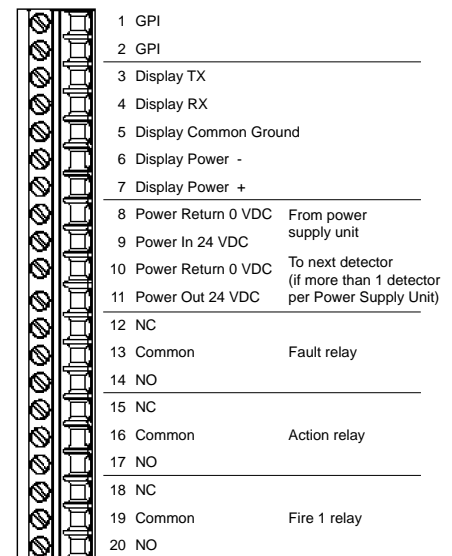 1 GPI
2 GPI
3 Display TX
4 Display RX
5 Display Common Ground
6 Display Power -
7 Display Power +
8 Power Return 0 VDC
9 Power In 24 VDC
From power
supply unit
10 Power Return 0 VDC
11 Power Out 24 VDC
To next detector
(if more than 1 detector
per Power Supply Unit)
12 NC
13 Common Fault relay
14 NO
15 NC
16 Common Action relay
17 NO
18 NC
19 Common Fire 1 relay
20 NO